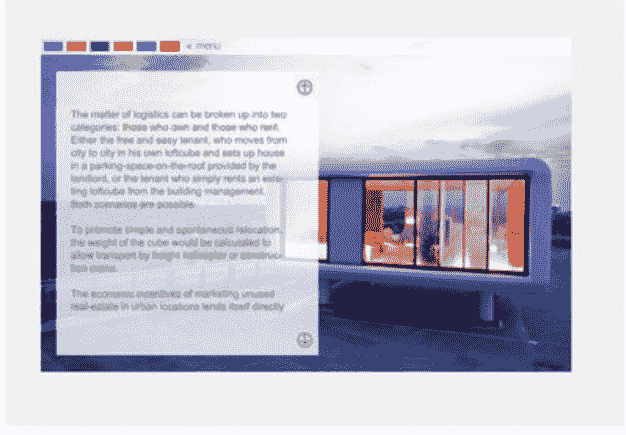 « menu
The matter of logistics can be broken up into two
categories: those who own and those who rent.
Either the free and easy tenant, who moves from
city to city in his own loftcube and sets up house
in a parking-space-on-the-roof provided by the
landlord, or the tenant who simply rents an exis-
ting loftcube from the building management.
Both scenarios are possible.
To promote simple and spontaneous relocation,
the weight of the cube would be calculated to
allow transport by freight helicopter or construc-
tion crane.
The economic incentives of marketing unused
real-estate in urban locations lends itself directly